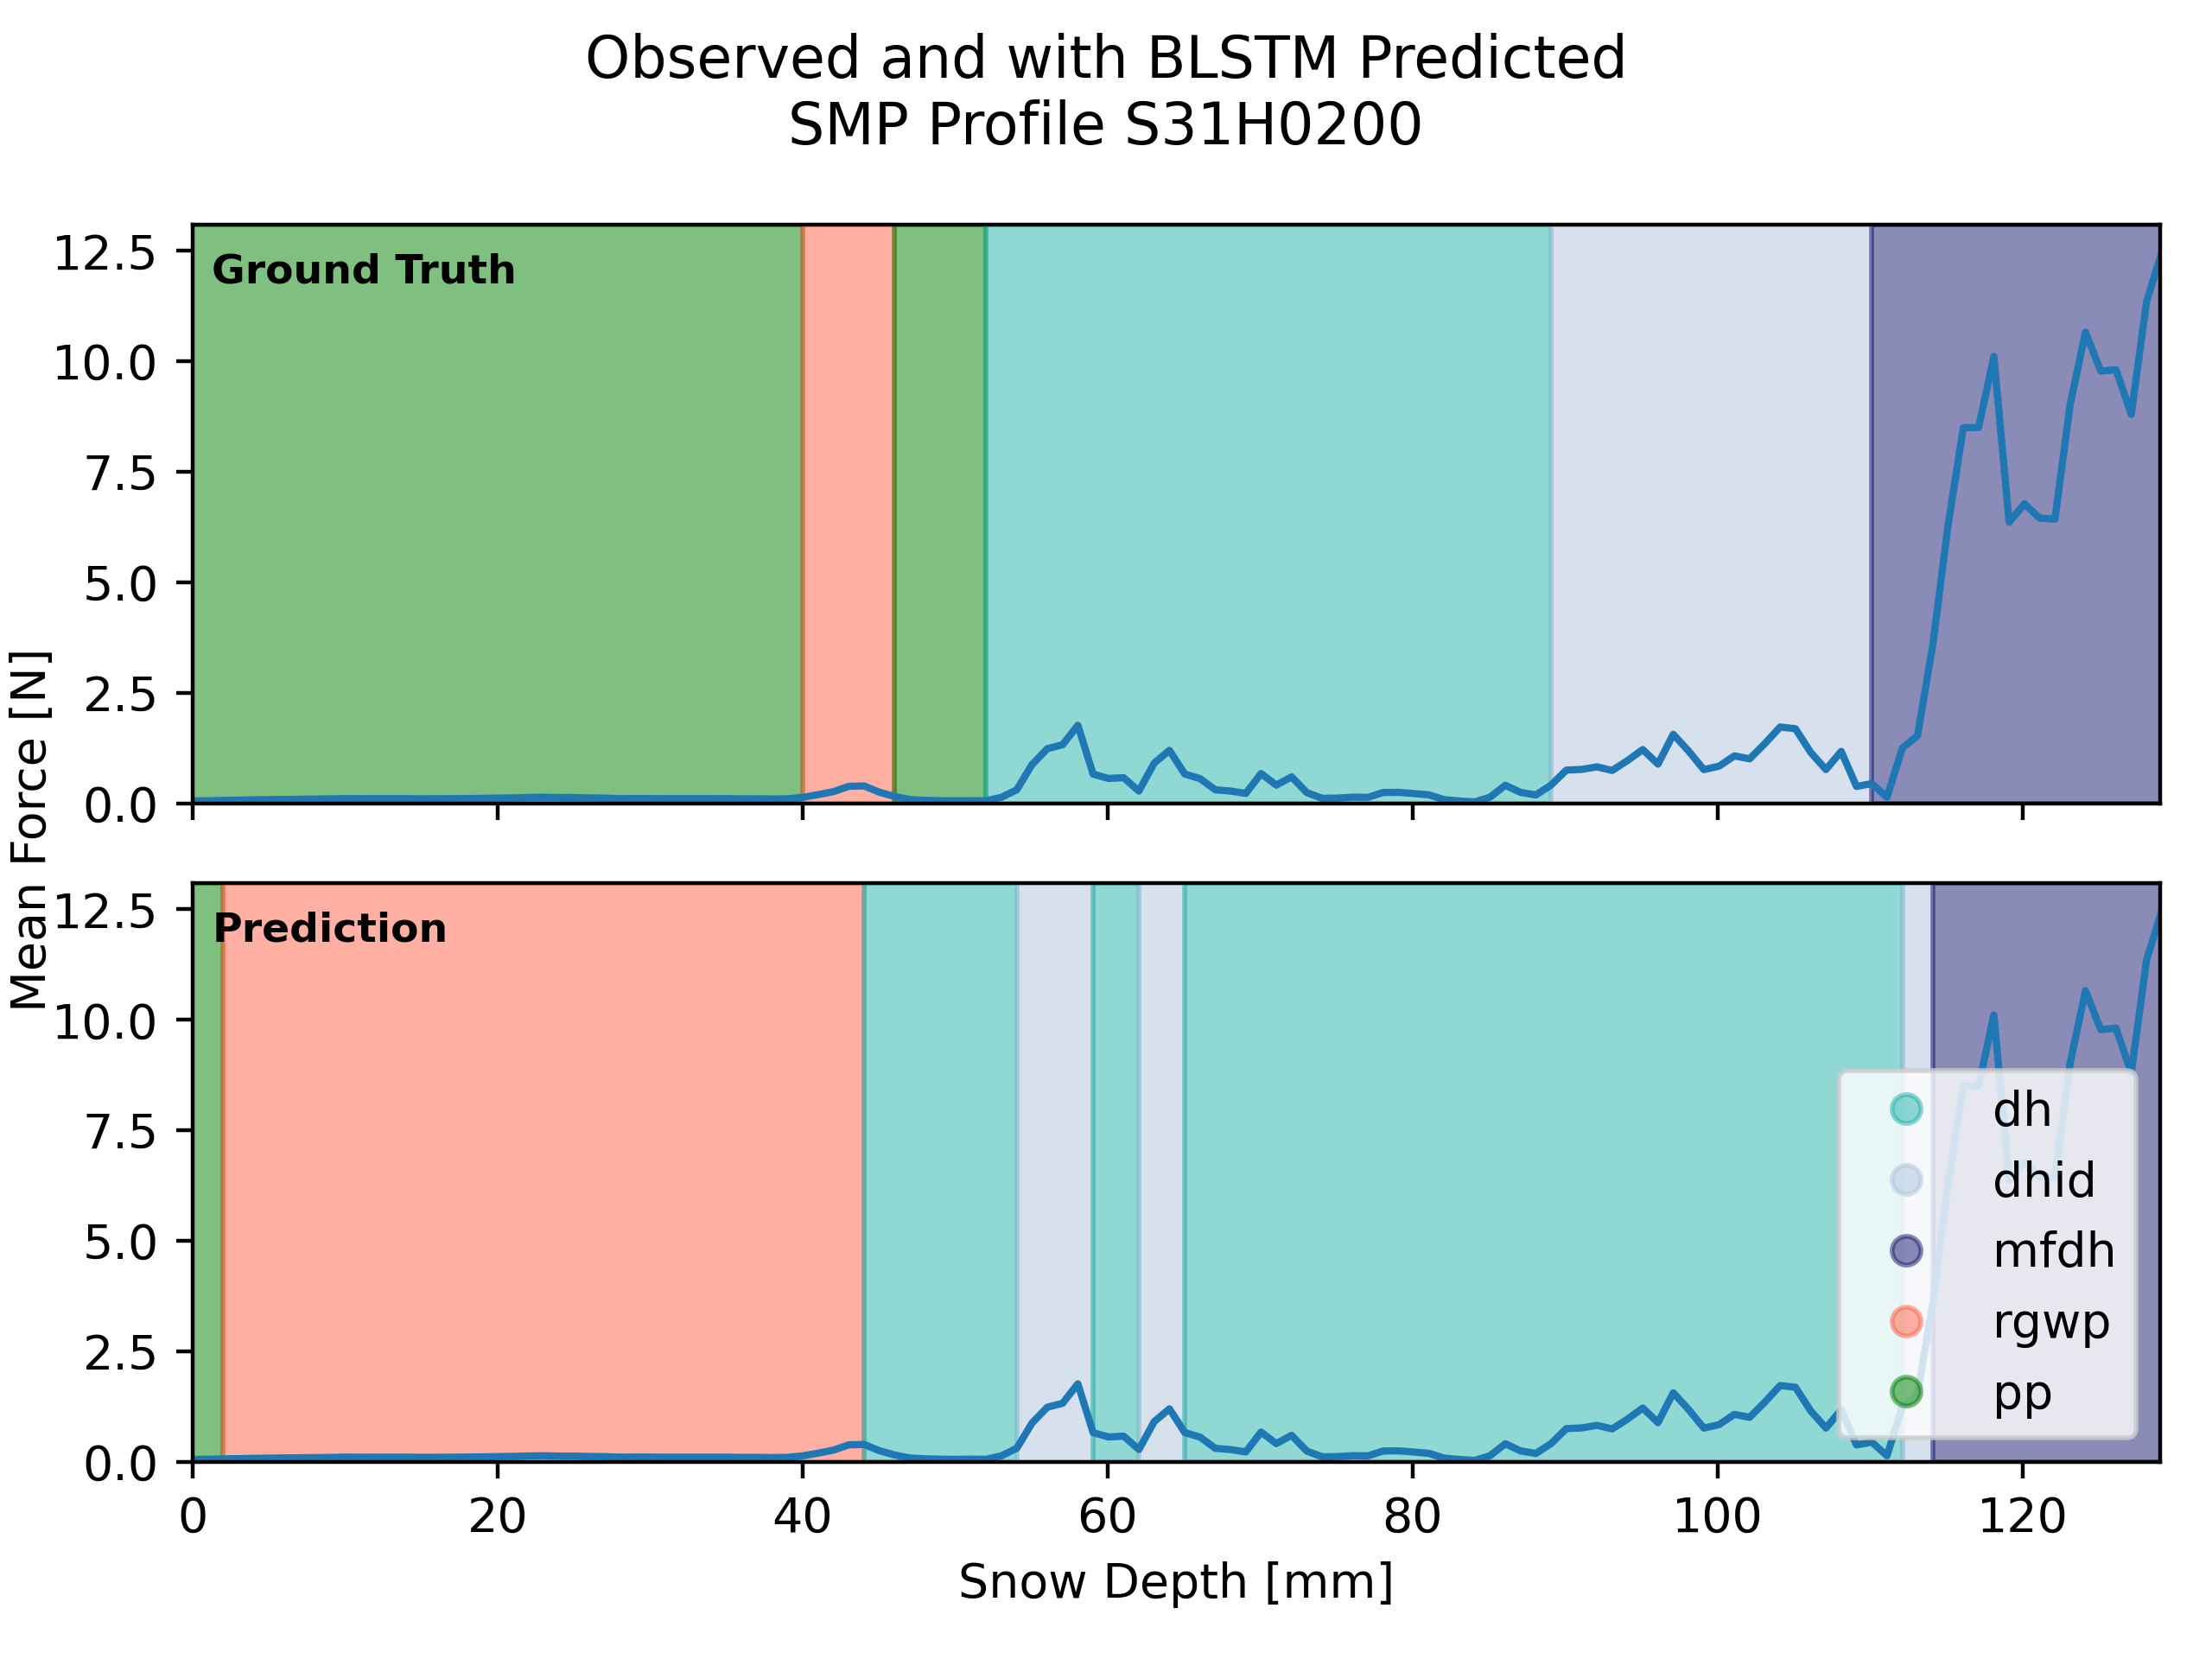 Observed and with BLSTM Predicted
SMP Profile S31H0200
12.5
10.0
7.5
5.0
2.5
0.0
Ground Truth
Mean Force [N]
12.5
10.0
7.5
5.0
2.5
0.0
Prediction
dh
dhid
mfdh
rgwp
pp
0 20 40 60 80 100 120
Snow Depth [mm]